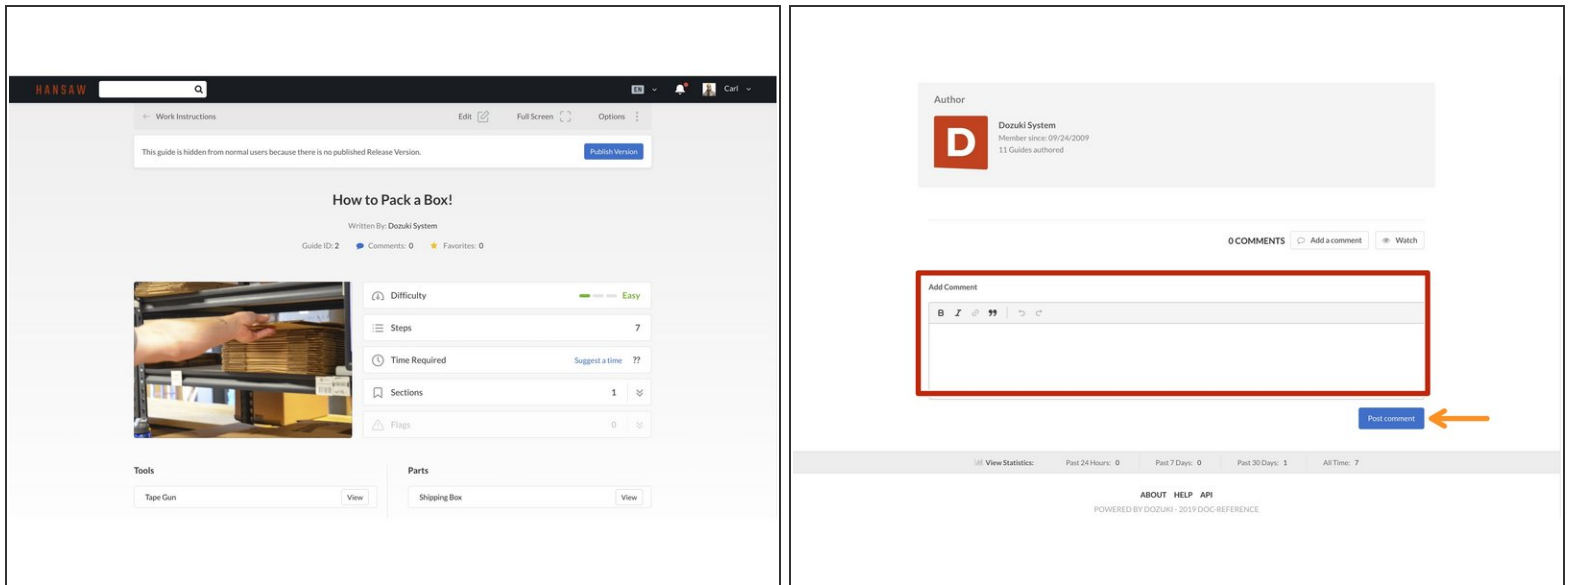 HANSAW
EN
Carl
Work Instructions
Edit
Full Screen
Options
This guide is hidden from normal users because there is no published Release Version.
Publish Version
How to Pack a Box!
Written By: Dozuki System
Guide ID: 2 Comments: 0 Favorites: 0
Difficulty Easy
Steps 7
Time Required Suggest a time ??
Sections 1
Flags 0
Tools
Tape Gun View
Parts
Shipping Box View
Author
D
Dozuki System
Member since: 09/24/2009
11 Guides authored
0 COMMENTS Add a comment Watch
Add Comment
B I
Post comment
View Statistics: Past 24 Hours: 0 Past 7 Days: 0 Past 30 Days: 1 All Time: 7
ABOUT HELP API
POWERED BY DOZUKI - 2019 DOC-REFERENCE